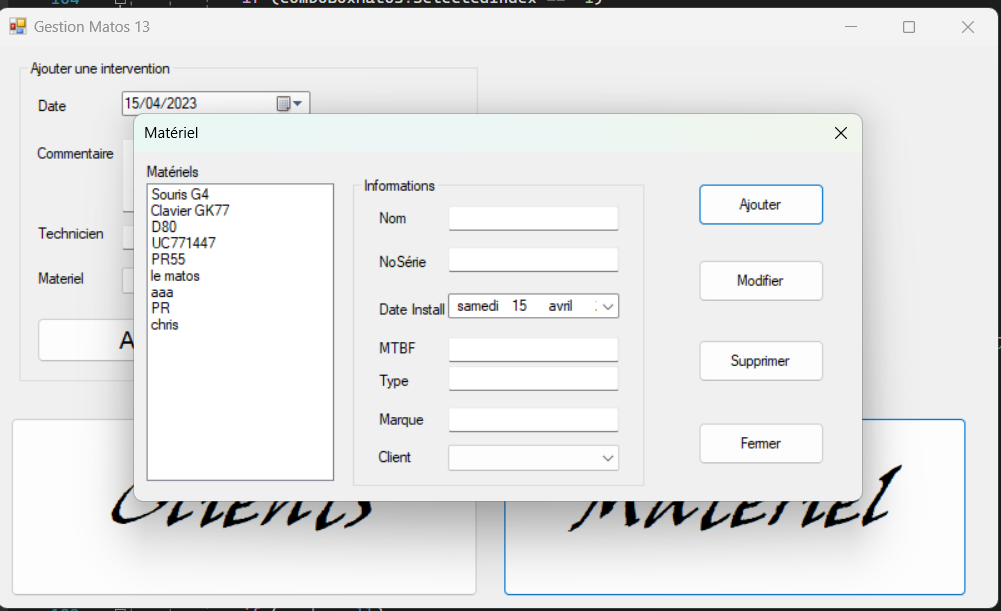 Gestion Matos 13
Ajouter une intervention
Date
15/04/2023
Commentaire
Technicien
Materiel
A
Matériel
Matériels
Souris G4
Clavier GK77
D80
UC771447
PR55
le matos
aaa
PR
chris
Informations
Nom
NoSérie
Date Install
samedi 15 avril
MTBF
Type
Marque
Client
Ajouter
Modifier
Supprimer
Fermer
Clients
Matériel